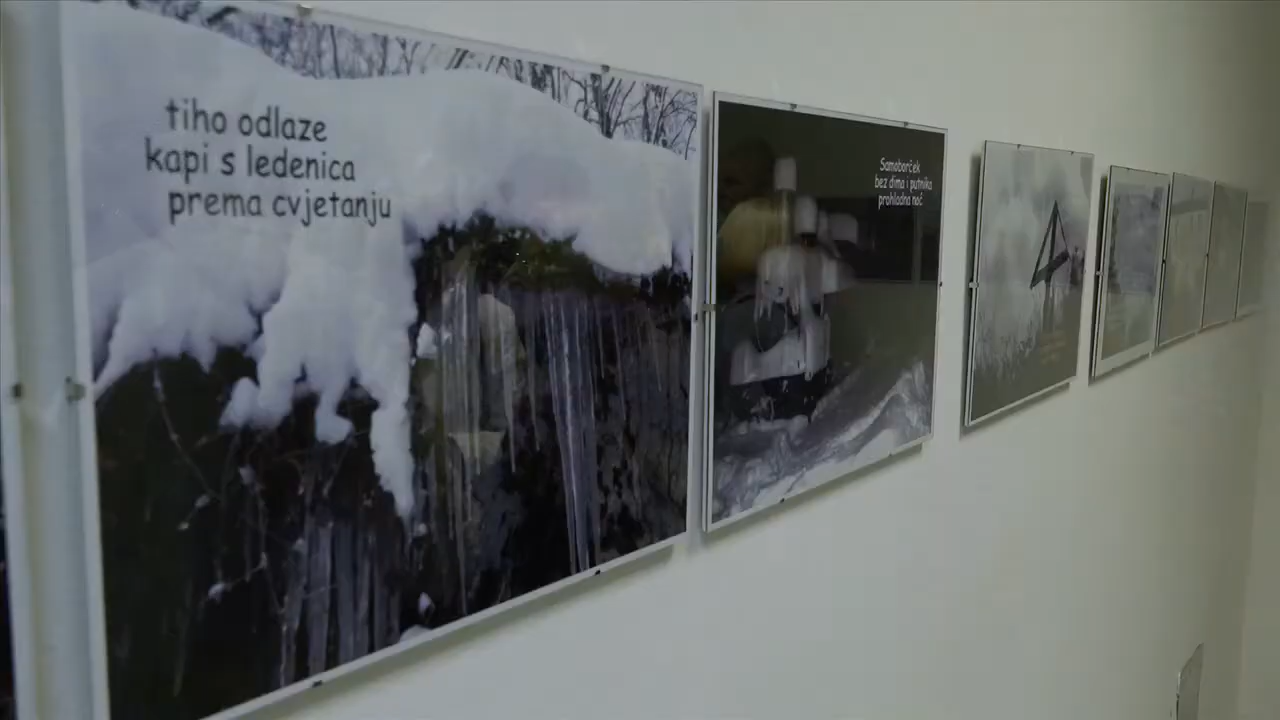 tiho odlaze
kapi s ledenica
prema cvjetanju
Samoborček
bez dima i putnika
prohladna noć